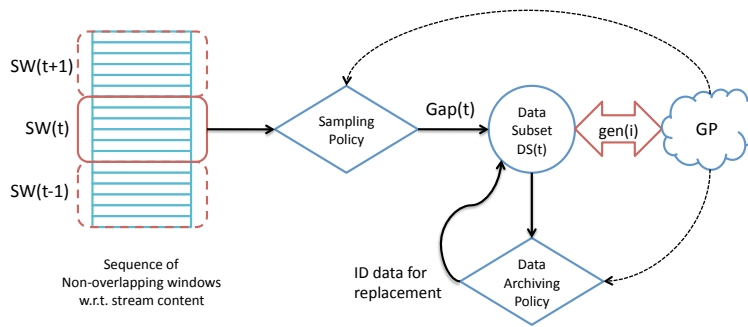 SW(t+1)
SW(t)
SW(t-1)
Sequence of
Non-overlapping windows
w.r.t. stream content
Sampling
Policy
Gap(t)
Data
Subset
DS(t)
gen(i)
GP
ID data for
replacement
Data
Archiving
Policy